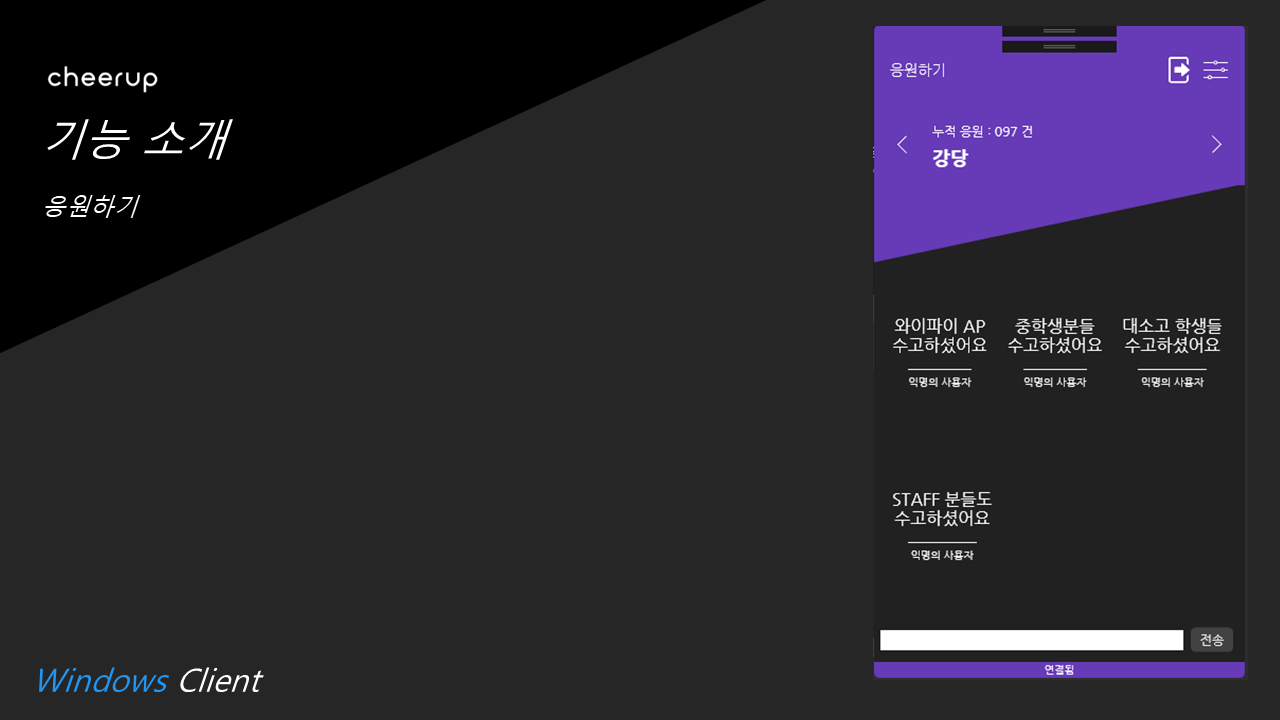 cheerup
기능 소개
응원하기
Windows Client
응원하기
누적 응원 : 097 건
강당
와이파이 AP
수고하셨어요
익명의 사용자
중학생분들
수고하셨어요
익명의 사용자
대소고 학생들
수고하셨어요
익명의 사용자
STAFF 분들도
수고하셨어요
익명의 사용자
전송
연결됨